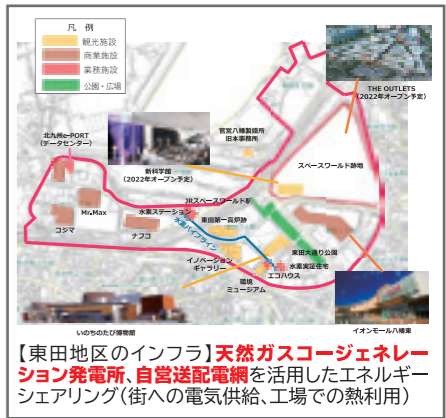 凡 例
観光施設
商業施設
業務施設
公園・広場
THE OUTLETS
(2022年オープン予定)
官営八幡製鐵所
旧本事務所
北九州e-PORT
(データセンター)
新科学館
(2022年オープン予定)
スペースワールド跡地
JRスペースワールド駅
Mr.Max
水素ステーション
東田第一高炉跡
コジマ
ナフコ
水素パイプライン
東田大通り公園
イノベーション
ギャラリー
水素実証住宅
エコハウス
環境
ミュージアム
いのちのたび博物館
イオンモール八幡東
【東田地区のインフラ】天然ガスコージェネレー
ション発電所、自営送配電網を活用したエネルギー
シェアリング(街への電気供給、工場での熱利用)